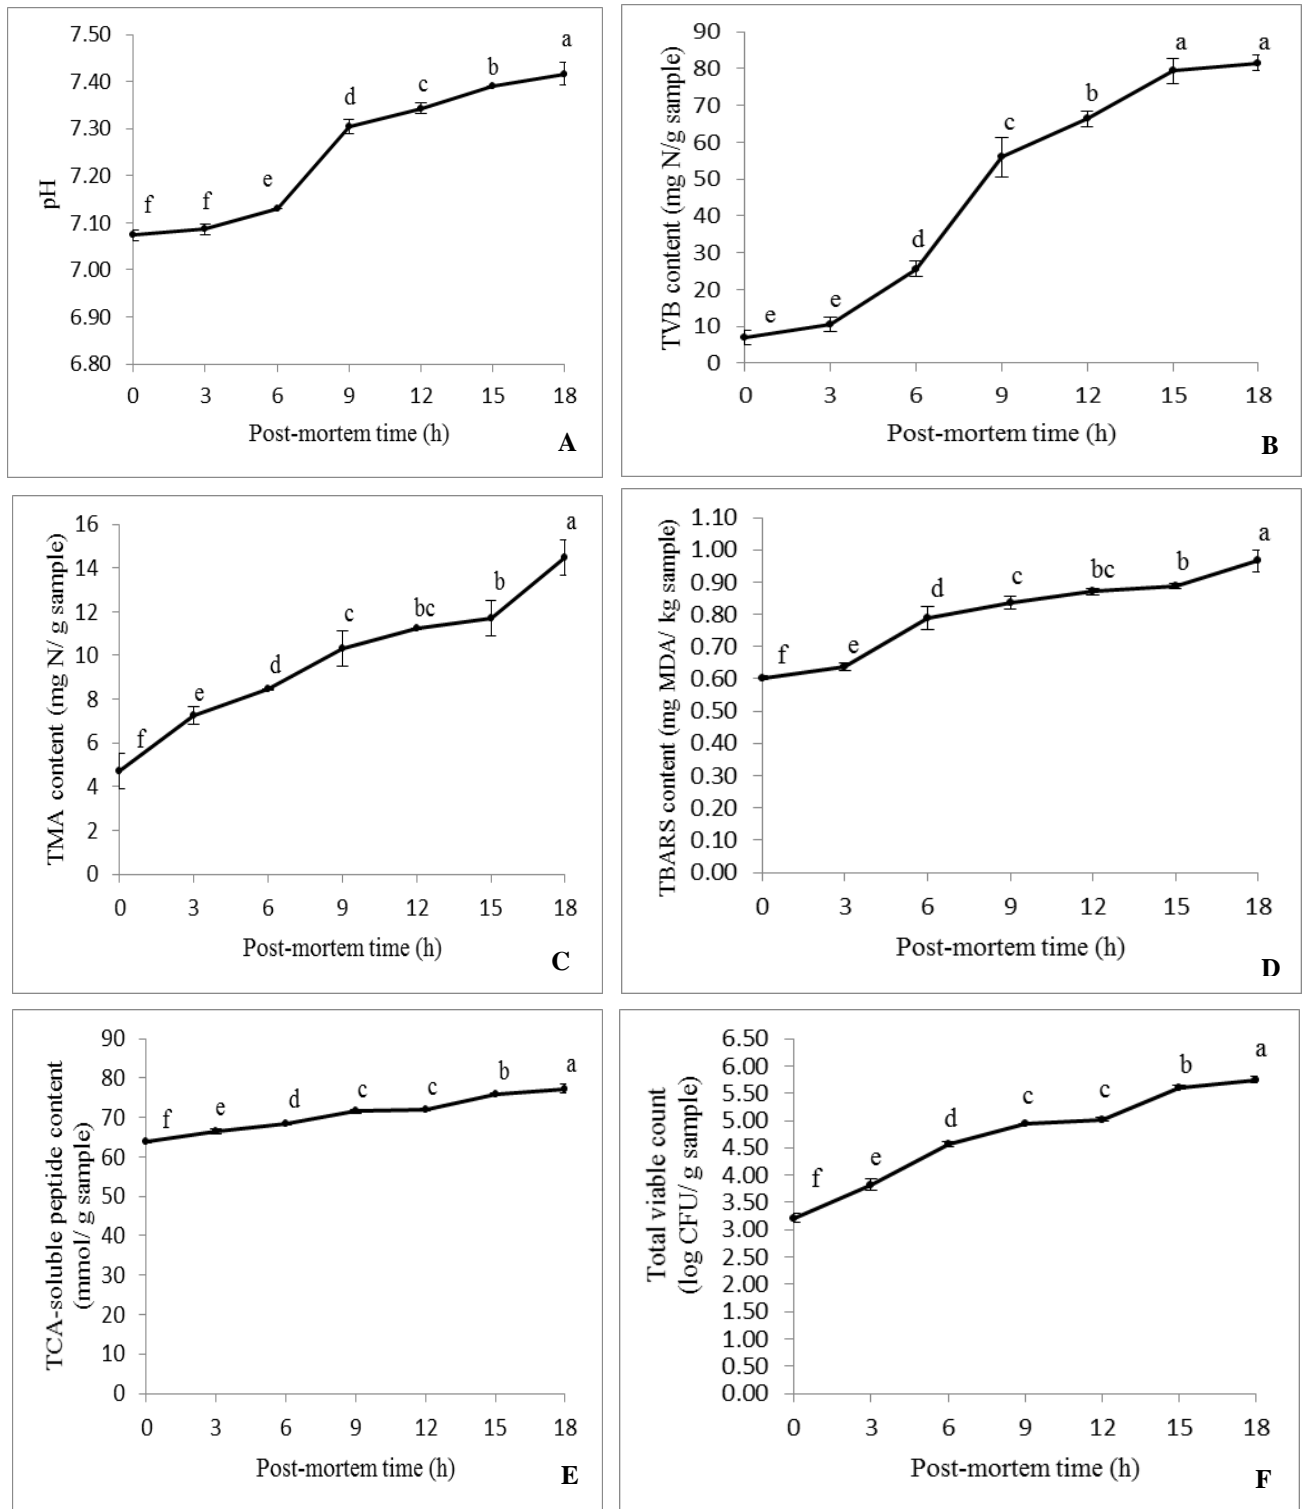 7.50
7.40
7.30
7.20
7.10
7.00
6.90
6.80
pH
f
f
e
d
c
b
a
0 3 6 9 12 15 18
Post-mortem time (h)
A
90
80
70
60
50
40
30
20
10
0
TVB content (mg N/g sample)
e
e
d
c
b
a
a
0 3 6 9 12 15 18
Post-mortem time (h)
B
16
14
12
10
8
6
4
2
0
TMA content (mg N/ g sample)
f
e
d
c
bc
b
a
0 3 6 9 12 15 18
Post-mortem time (h)
C
1.10
1.00
0.90
0.80
0.70
0.60
0.50
0.40
0.30
0.20
0.10
0.00
TBARS content (mg MDA/ kg sample)
f
e
d
c
bc
b
a
0 3 6 9 12 15 18
Post-mortem time (h)
D
90
80
70
60
50
40
30
20
10
0
TCA-soluble peptide content
(mmol/ g sample)
f
e
d
c
c
b
a
0 3 6 9 12 15 18
Post-mortem time (h)
E
6.50
6.00
5.50
5.00
4.50
4.00
3.50
3.00
2.50
2.00
1.50
1.00
0.50
0.00
Total viable count
(log CFU/ g sample)
f
e
d
c
c
b
a
0 3 6 9 12 15 18
Post-mortem time (h)
F